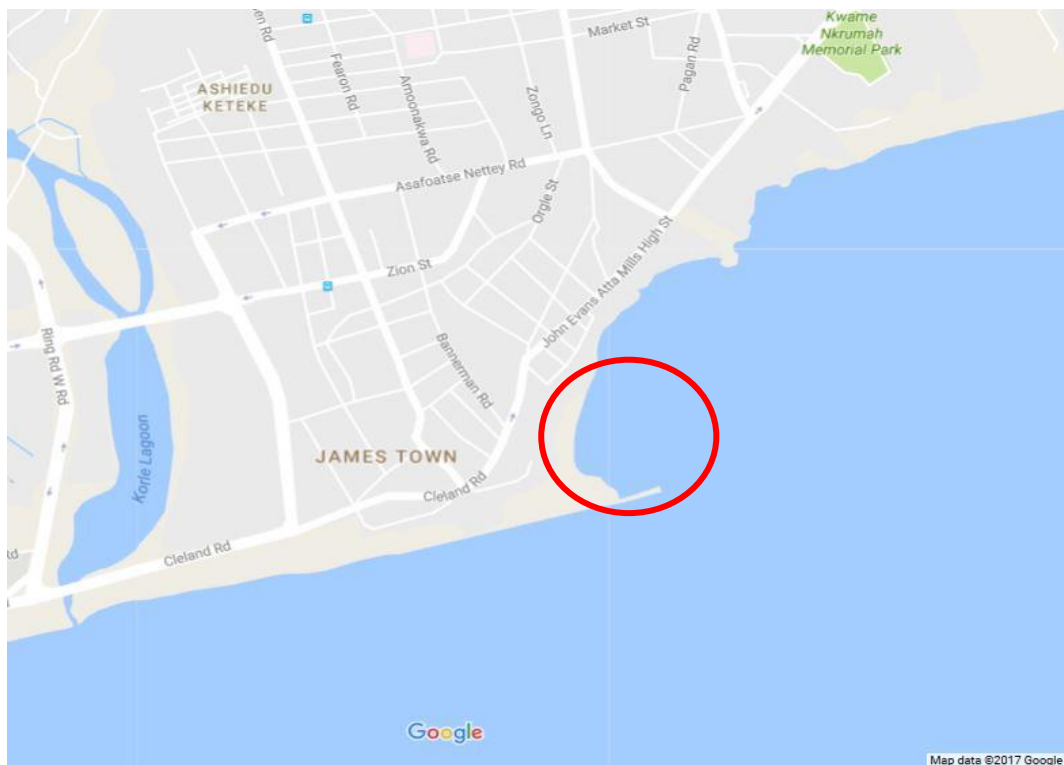 Kwame
Nkrumah
Memorial Park
Market St
Pagan Rd
Fearon Rd
Amoonakwa Rd
Zongo Ln
ASHIEDU
KETEKE
Asafoatse Nettey Rd
Orgle St
Zion St
John Evans Atta Mills High St
Bannerman Rd
Ring Rd W Rd
Korle Lagoon
JAMES TOWN
Cleland Rd
Cleland Rd
Google
Map data ©2017 Google